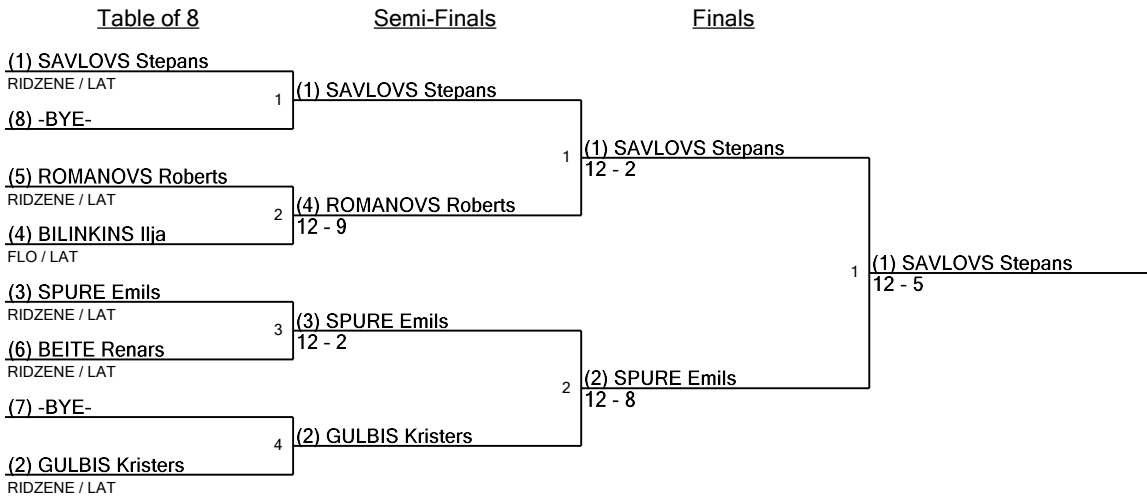 Table of 8
Semi-Finals
Finals
(1) SAVLOVS Stepans
RIDZENE / LAT
1
(8) -BYE-
(5) ROMANOVS Roberts
RIDZENE / LAT
2
(4) BILINKINS Ilja
FLO / LAT
(3) SPURE Emils
RIDZENE / LAT
3
(6) BEITE Renars
RIDZENE / LAT
(7) -BYE-
4
(2) GULBIS Kristers
RIDZENE / LAT
(1) SAVLOVS Stepans
1
(4) ROMANOVS Roberts
12 - 9
(3) SPURE Emils
12 - 2
2
(2) GULBIS Kristers
(1) SAVLOVS Stepans
12 - 2
1
(2) SPURE Emils
12 - 8
(1) SAVLOVS Stepans
12 - 5